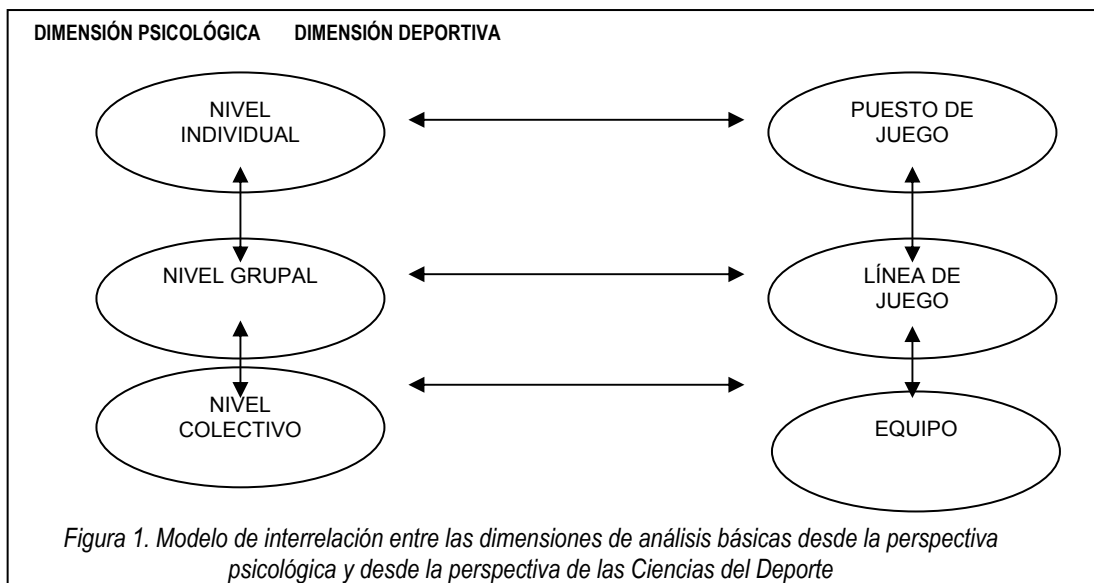 DIMENSIÓN PSICOLÓGICA DIMENSIÓN DEPORTIVA
NIVEL
INDIVIDUAL
PUESTO DE
JUEGO
NIVEL GRUPAL
LÍNEA DE
JUEGO
NIVEL
COLECTIVO
EQUIPO
Figura 1. Modelo de interrelación entre las dimensiones de análisis básicas desde la perspectiva
psicológica y desde la perspectiva de las Ciencias del Deporte